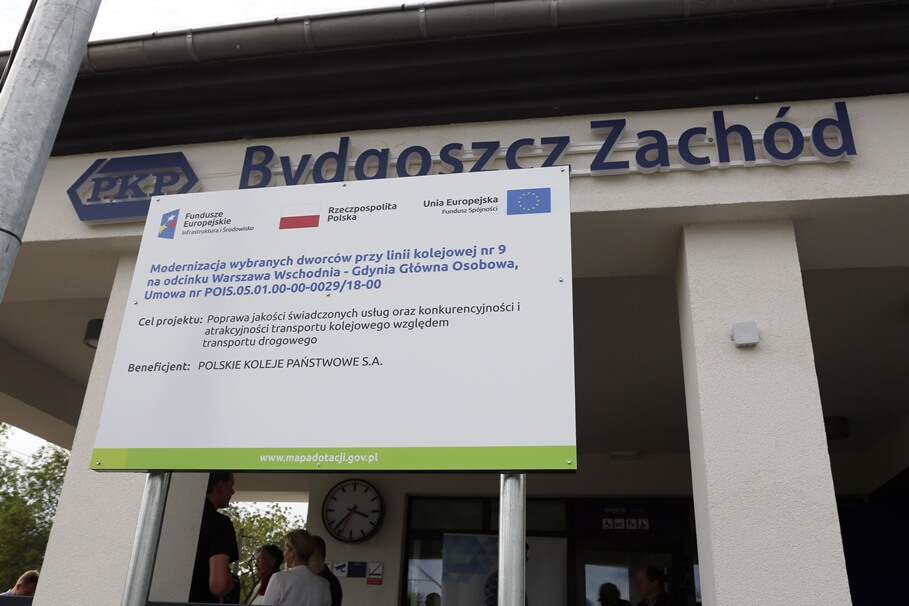 PKP
Bydgoszcz Zachód
Fundusze
Europejskie
Infrastruktura i Środowisko
Rzeczpospolita
Polska
Unia Europejska
Fundusz Spójności
Modernizacja wybranych dworców przy linii kolejowej nr 9
na odcinku Warszawa Wschodnia - Gdynia Główna Osobowa,
Umowa nr POIS.05.01.00-00-0029/18-00
Cel projektu: Poprawa jakości świadczonych usług oraz konkurencyjności i
atrakcyjności transportu kolejowego względem
transportu drogowego
Beneficjent: POLSKIE KOLEJE PAŃSTWOWE S.A.
www.mapadotacji.gov.pl